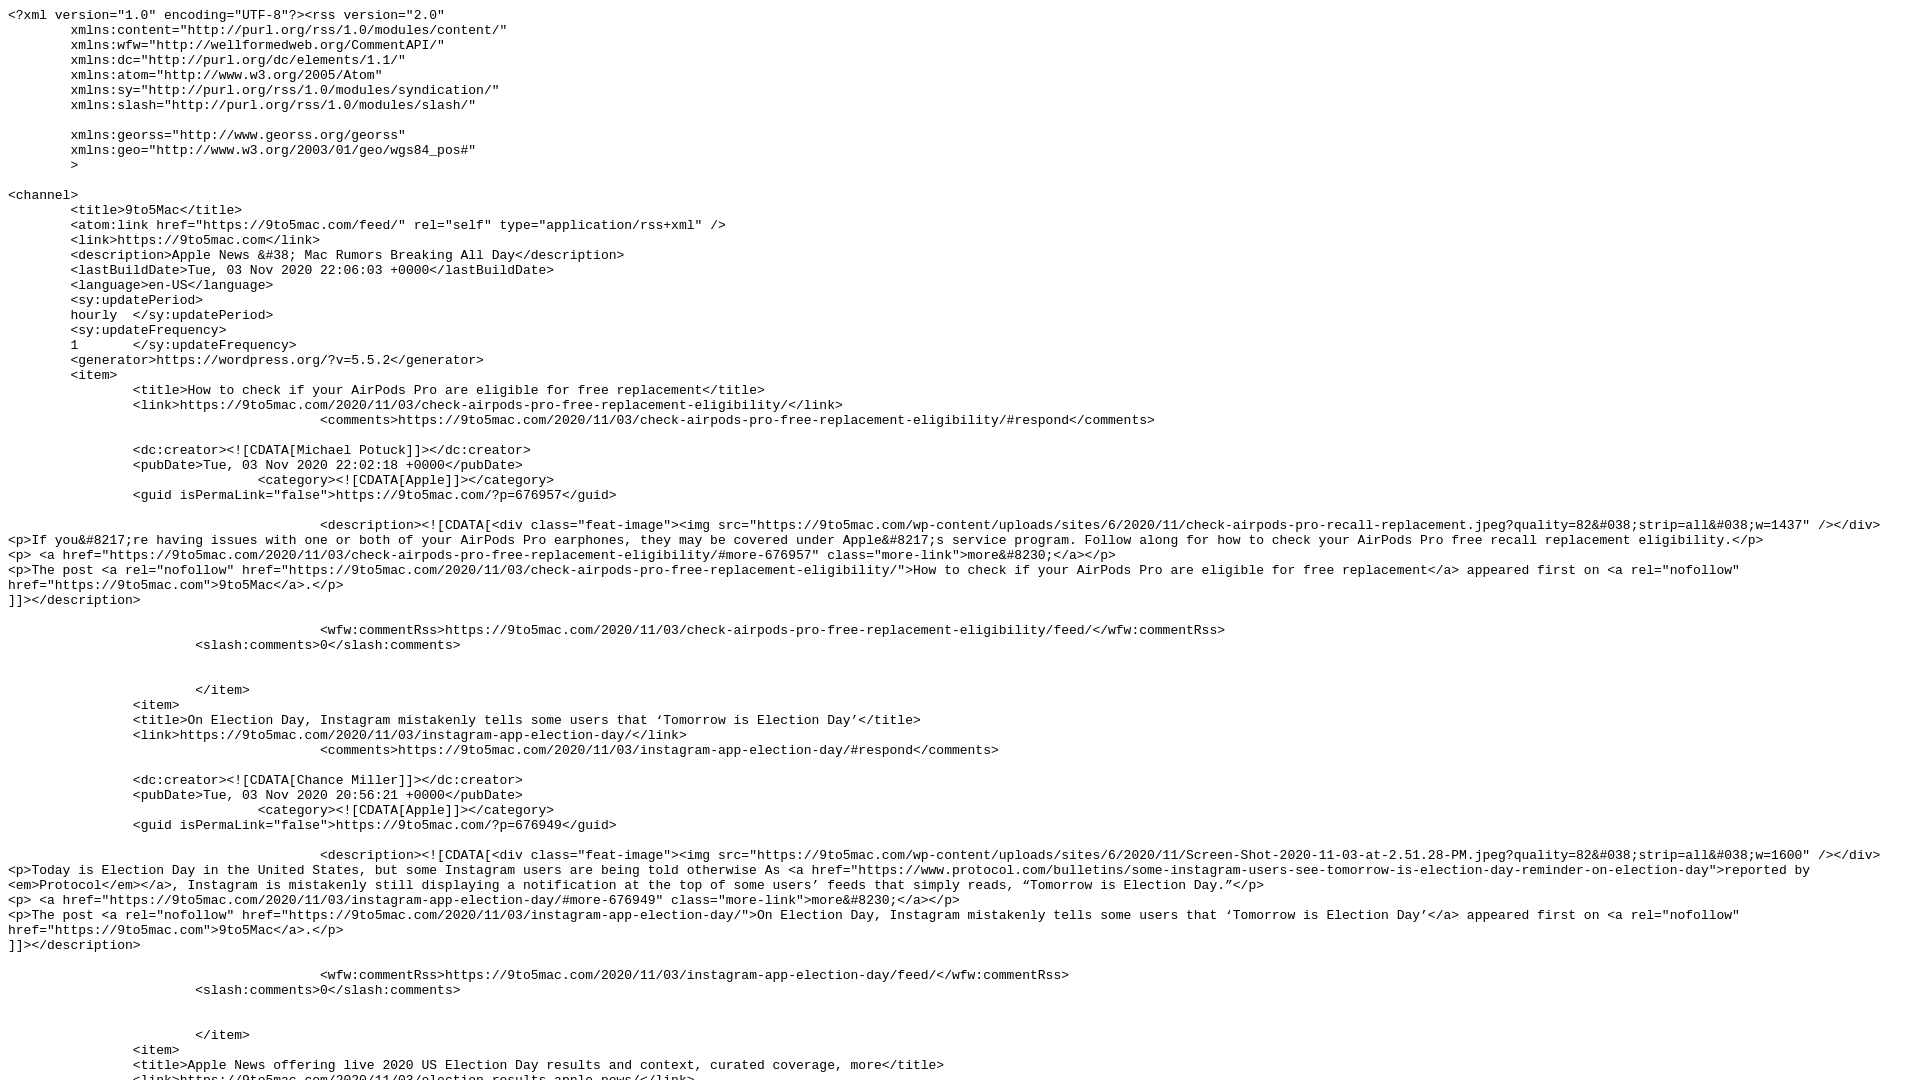 <?xml version="1.0" encoding="UTF-8"?><rss version="2.0"
xmlns:content="http://purl.org/rss/1.0/modules/content/"
xmlns:wfw="http://wellformedweb.org/CommentAPI/"
xmlns:dc="http://purl.org/dc/elements/1.1/"
xmlns:atom="http://www.w3.org/2005/Atom"
xmlns:sy="http://purl.org/rss/1.0/modules/syndication/"
xmlns:slash="http://purl.org/rss/1.0/modules/slash/"
xmlns:georss="http://www.georss.org/georss"
xmlns:geo="http://www.w3.org/2003/01/geo/wgs84_pos#"
>
<channel>
<title>9to5Mac</title>
<atom:link href="https://9to5mac.com/feed/" rel="self" type="application/rss+xml" />
<link>https://9to5mac.com</link>
<description>Apple News &#38; Mac Rumors Breaking All Day</description>
<lastBuildDate>Tue, 03 Nov 2020 22:06:03 +0000</lastBuildDate>
<language>en-US</language>
<sy:updatePeriod>
hourly  </sy:updatePeriod>
<sy:updateFrequency>
1       </sy:updateFrequency>
<generator>https://wordpress.org/?v=5.5.2</generator>
<item>
<title>How to check if your AirPods Pro are eligible for free replacement</title>
<link>https://9to5mac.com/2020/11/03/check-airpods-pro-free-replacement-eligibility/</link>
<comments>https://9to5mac.com/2020/11/03/check-airpods-pro-free-replacement-eligibility/#respond</comments>
<dc:creator><![CDATA[Michael Potuck]]></dc:creator>
<pubDate>Tue, 03 Nov 2020 22:02:18 +0000</pubDate>
<category><![CDATA[Apple]]></category>
<guid isPermaLink="false">https://9to5mac.com/?p=676957</guid>
<description><![CDATA[<div class="feat-image"><img src="https://9to5mac.com/wp-content/uploads/sites/6/2020/11/check-airpods-pro-recall-replacement.jpeg?quality=82&#038;strip=all&#038;w=1437" /></div>
<p>If you&#8217;re having issues with one or both of your AirPods Pro earphones, they may be covered under Apple&#8217;s service program. Follow along for how to check your AirPods Pro free recall replacement eligibility.</p>
<p> <a href="https://9to5mac.com/2020/11/03/check-airpods-pro-free-replacement-eligibility/#more-676957" class="more-link">more&#8230;</a></p>
<p>The post <a rel="nofollow" href="https://9to5mac.com/2020/11/03/check-airpods-pro-free-replacement-eligibility/">How to check if your AirPods Pro are eligible for free replacement</a> appeared first on <a rel="nofollow"
href="https://9to5mac.com">9to5Mac</a>.</p>
]]></description>
<wfw:commentRss>https://9to5mac.com/2020/11/03/check-airpods-pro-free-replacement-eligibility/feed/</wfw:commentRss>
<slash:comments>0</slash:comments>
</item>
<item>
<title>On Election Day, Instagram mistakenly tells some users that ‘Tomorrow is Election Day’</title>
<link>https://9to5mac.com/2020/11/03/instagram-app-election-day/</link>
<comments>https://9to5mac.com/2020/11/03/instagram-app-election-day/#respond</comments>
<dc:creator><![CDATA[Chance Miller]]></dc:creator>
<pubDate>Tue, 03 Nov 2020 20:56:21 +0000</pubDate>
<category><![CDATA[Apple]]></category>
<guid isPermaLink="false">https://9to5mac.com/?p=676949</guid>
<description><![CDATA[<div class="feat-image"><img src="https://9to5mac.com/wp-content/uploads/sites/6/2020/11/Screen-Shot-2020-11-03-at-2.51.28-PM.jpeg?quality=82&#038;strip=all&#038;w=1600" /></div>
<p>Today is Election Day in the United States, but some Instagram users are being told otherwise As <a href="https://www.protocol.com/bulletins/some-instagram-users-see-tomorrow-is-election-day-reminder-on-election-day">reported by
<em>Protocol</em></a>, Instagram is mistakenly still displaying a notification at the top of some users’ feeds that simply reads, “Tomorrow is Election Day.”</p>
<p> <a href="https://9to5mac.com/2020/11/03/instagram-app-election-day/#more-676949" class="more-link">more&#8230;</a></p>
<p>The post <a rel="nofollow" href="https://9to5mac.com/2020/11/03/instagram-app-election-day/">On Election Day, Instagram mistakenly tells some users that ‘Tomorrow is Election Day’</a> appeared first on <a rel="nofollow"
href="https://9to5mac.com">9to5Mac</a>.</p>
]]></description>
<wfw:commentRss>https://9to5mac.com/2020/11/03/instagram-app-election-day/feed/</wfw:commentRss>
<slash:comments>0</slash:comments>
</item>
<item>
<title>Apple News offering live 2020 US Election Day results and context, curated coverage, more</title>
<link>https://9to5mac.com/2020/11/03/election-results-apple-news/</link>